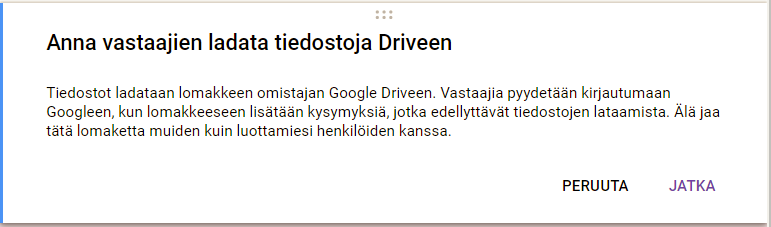 Anna vastaajien ladata tiedostoja Driveen
Tiedostot ladataan lomakkeen omistajan Google Driveen. Vastaajia pyydetään kirjautumaan
Googleen, kun lomakkeeseen lisätään kysymyksiä, jotka edellyttävät tiedostojen lataamista. Älä jaa
tätä lomaketta muiden kuin luottamiesi henkilöiden kanssa.
PERUUTA JATKA